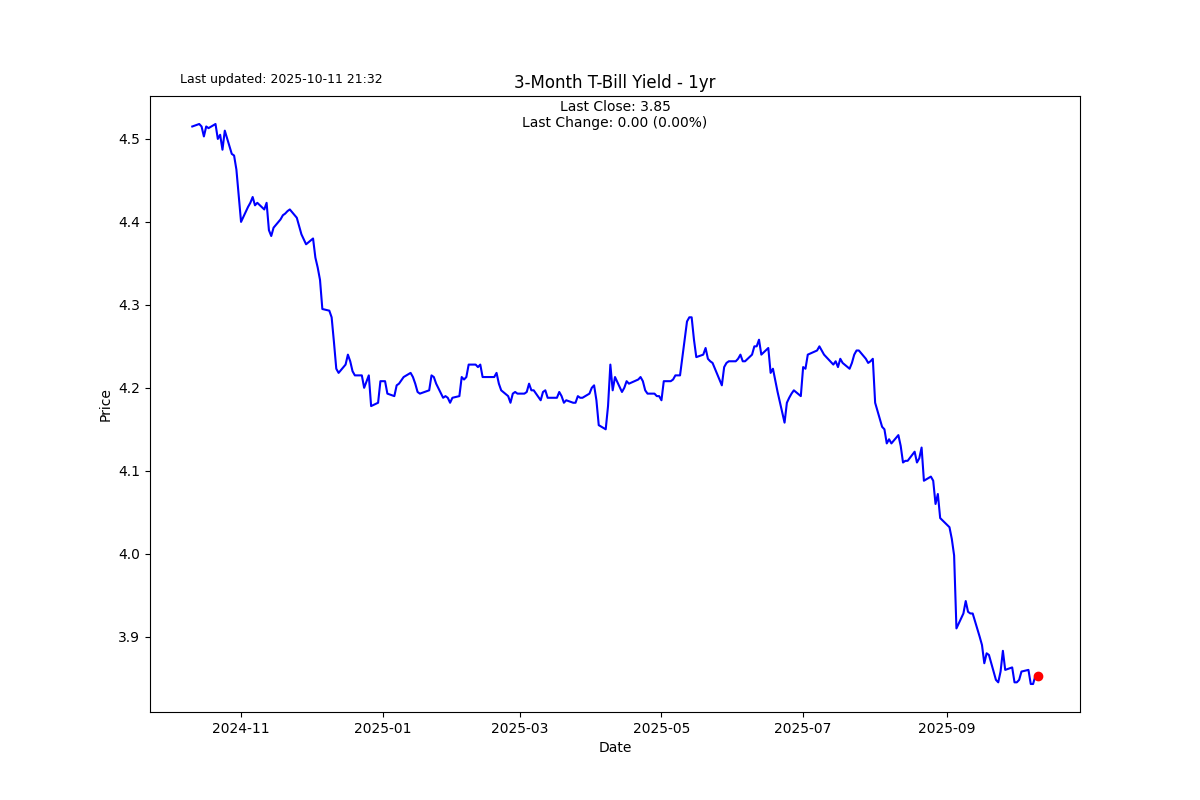 Last updated: 2025-10-11 21:32
3-Month T-Bill Yield - 1yr
Last Close: 3.85
Last Change: 0.00 (0.00%)
4.5
4.4
4.3
4.2
4.1
4.0
3.9
Price
2024-11 2025-01 2025-03 2025-05 2025-07 2025-09
Date